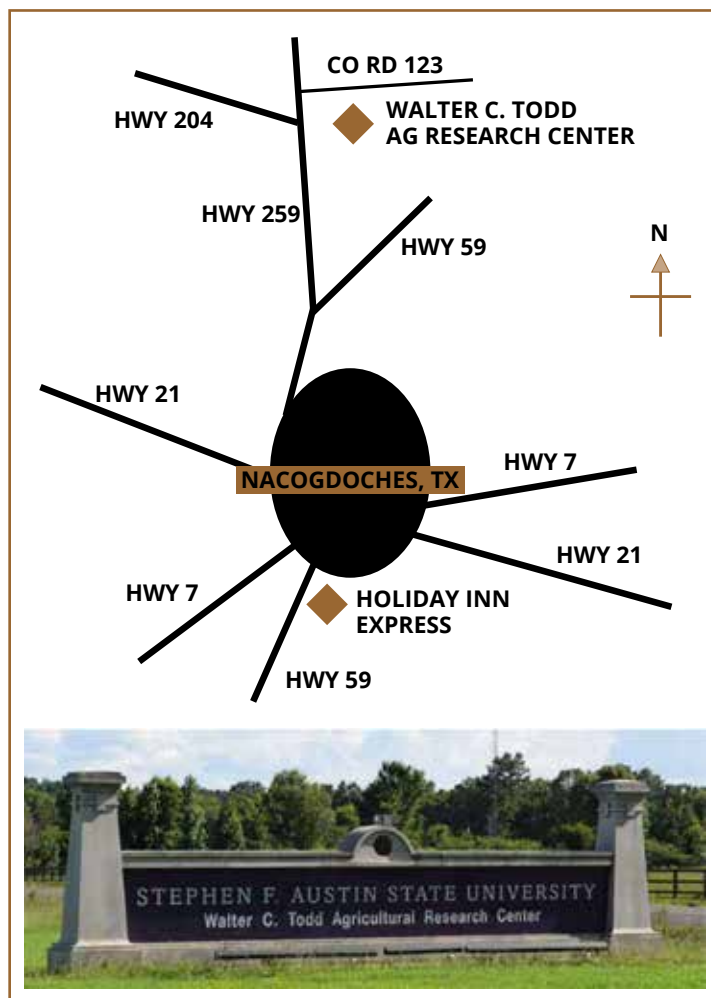 CO RD 123
WALTER C. TODD
AG RESEARCH CENTER
HWY 204
HWY 259
HWY 59
N
HWY 21
NACOGDOCHES, TX
HWY 7
HWY 21
HWY 7
HOLIDAY INN
EXPRESS
HWY 59
STEPHEN F. AUSTIN STATE UNIVERSITY
Walter C. Todd Agricultural Research Center